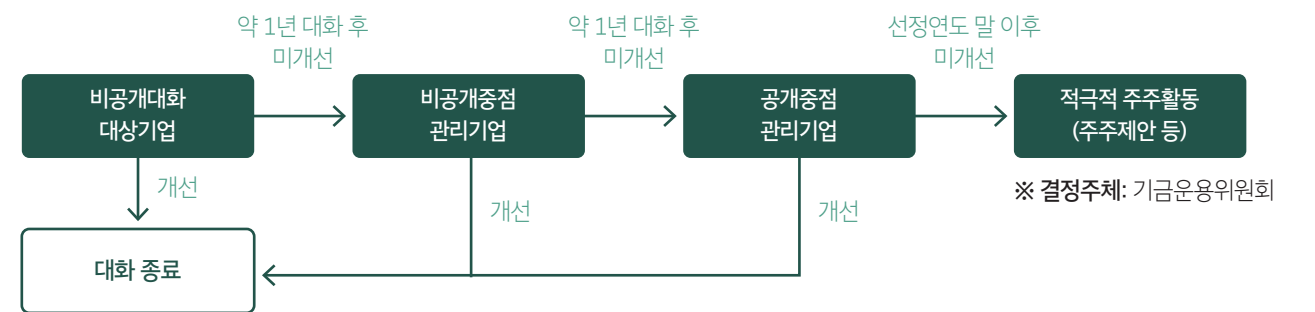 약 1년 대화 후
미개선
약 1년 대화 후
미개선
선정연도 말 이후
미개선
비공개대화
대상기업
비공개중점
관리기업
공개중점
관리기업
적극적 주주활동
(주주제안 등)
개선
개선
개선
※ 결정주체: 기금운용위원회
대화 종료